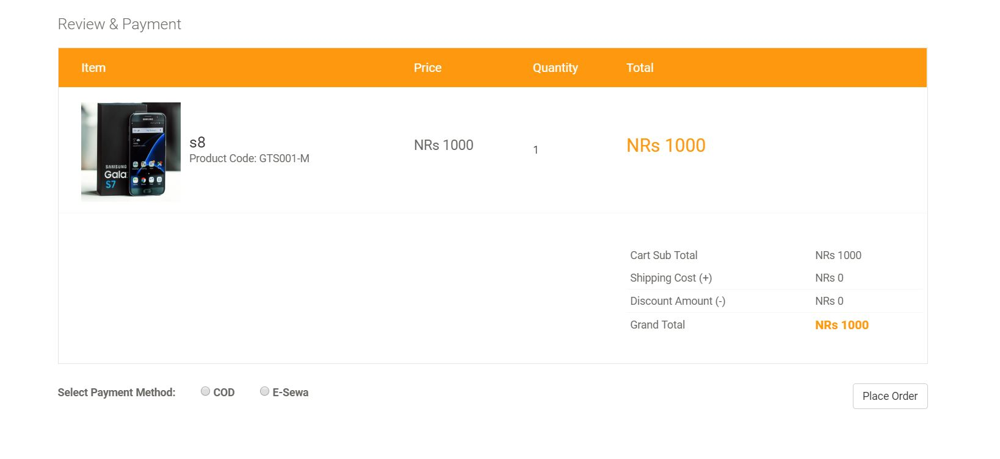 Review & Payment
Item Price Quantity Total
SAMSUNG
SAMSUNG
Gala
S7
s8
Product Code: GTS001-M
NRs 1000
1
NRs 1000
Cart Sub Total NRs 1000
Shipping Cost (+) NRs 0
Discount Amount (-) NRs 0
Grand Total NRs 1000
Select Payment Method: COD E-Sewa
Place Order